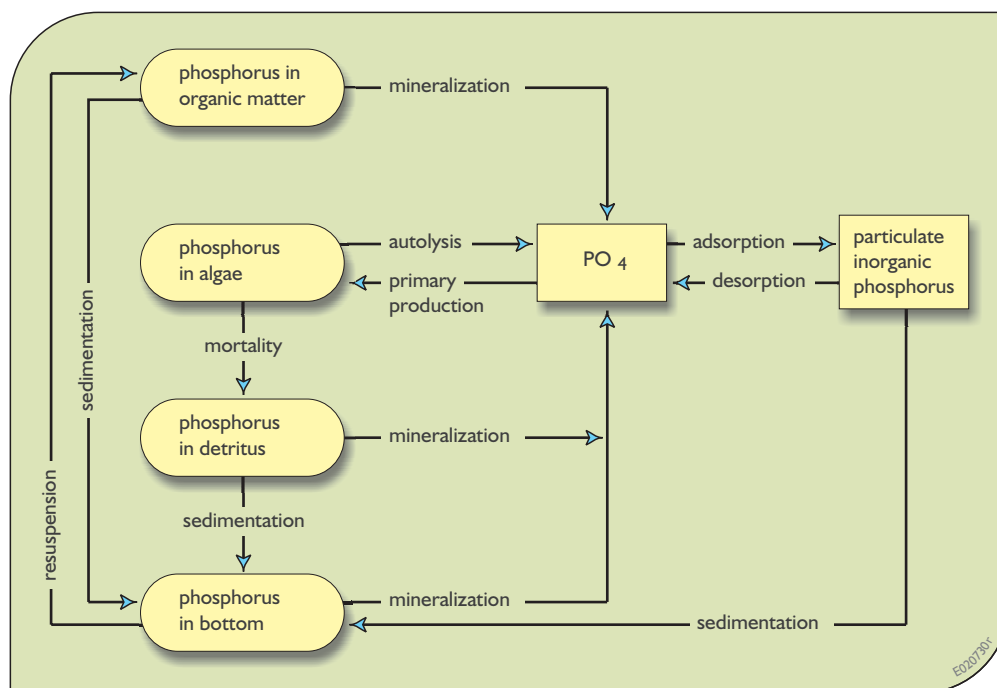 phosphorus in
organic matter
mineralization
phosphorus
in algae
autolysis
primary
production
PO 4
adsorption
desorption
particulate
inorganic
phosphorus
mortality
sedimentation
phosphorus
in detritus
mineralization
sedimentation
resuspension
phosphorus
in bottom
mineralization
sedimentation
E020730r